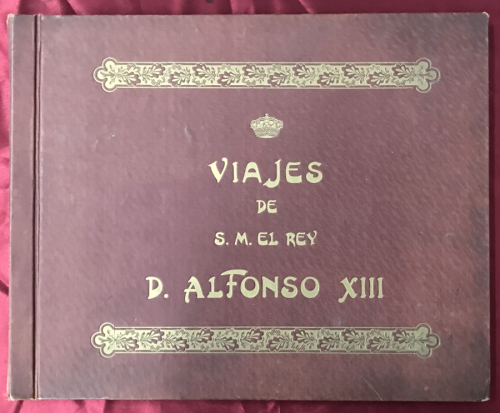 VIAJES
DE
S. M. EL REY
D. ALFONSO XIII